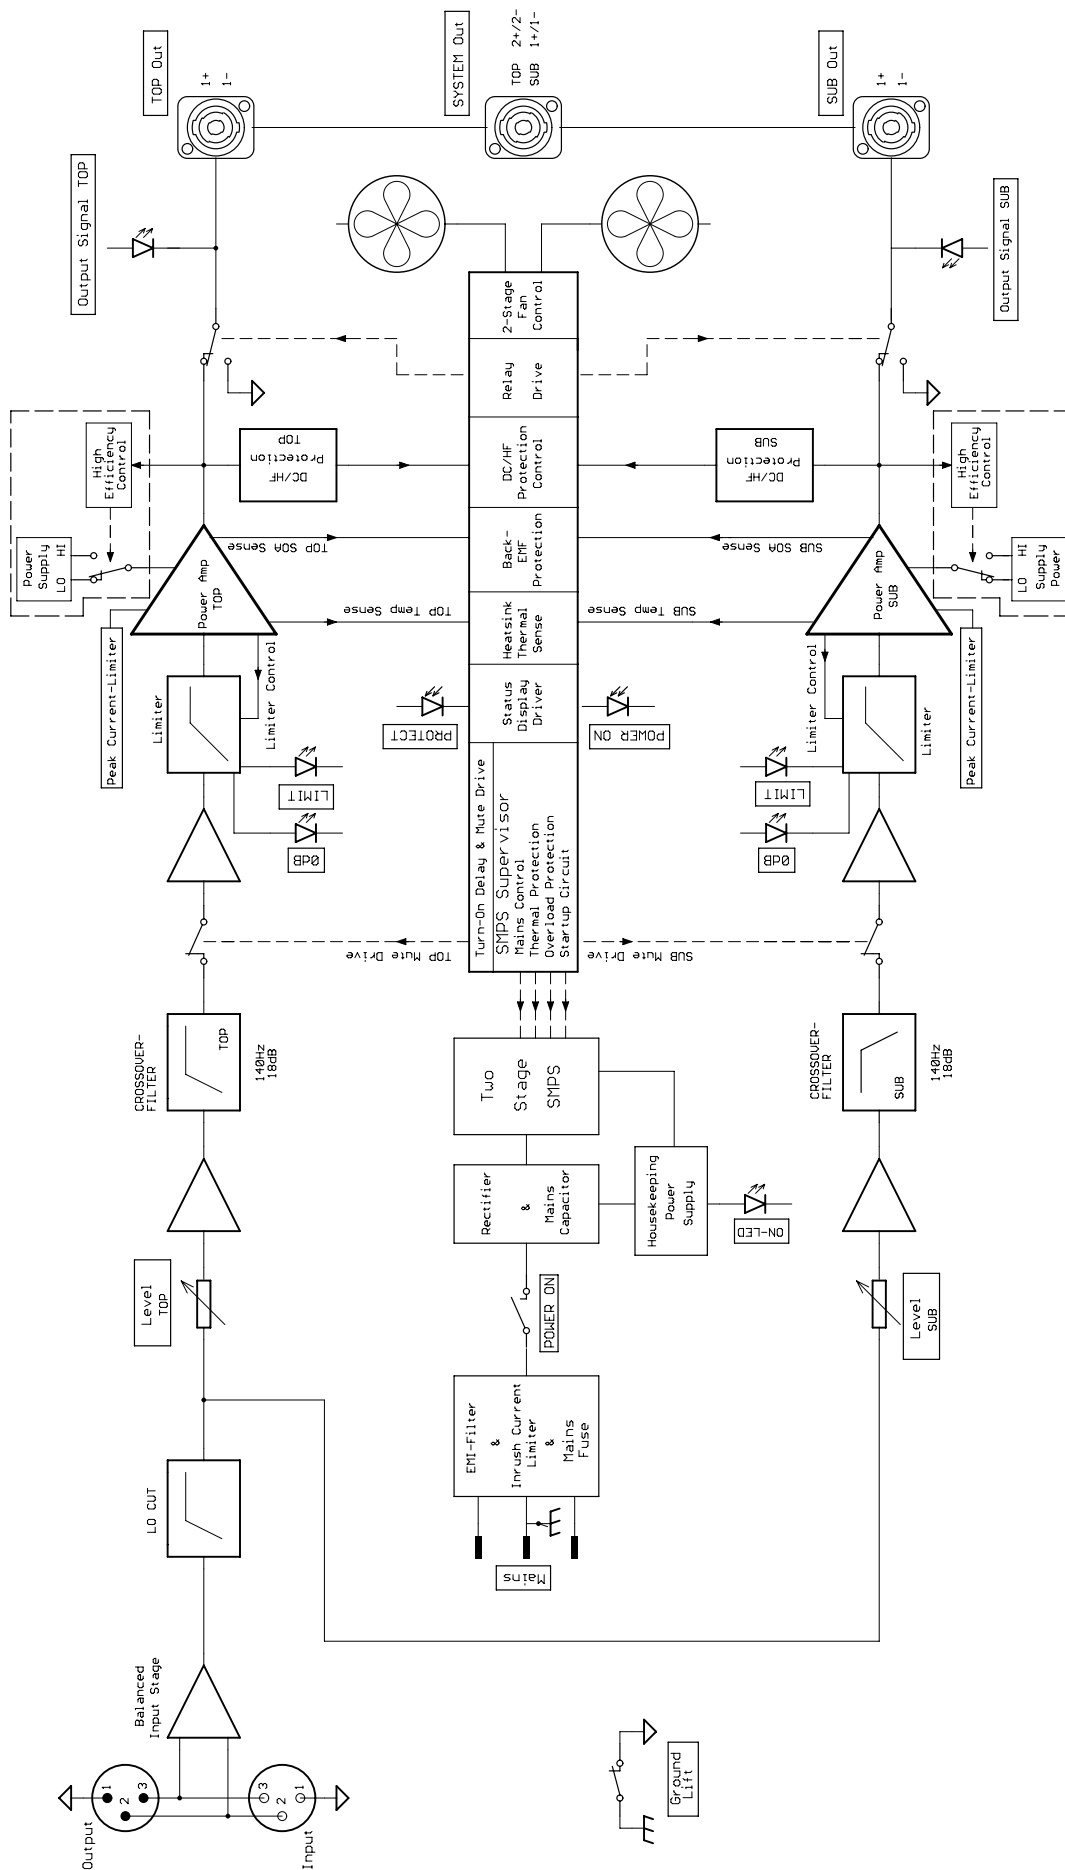 Output
1
2
3
Input
3
2
1
Balanced
Input Stage
LO CUT
Level
TOP
CROSSOVER-
FILTER
TOP
140Hz
18dB
TOP Mute Drive
0dB
LIMIT
Limiter
Limiter Control
Peak Current-Limiter
Power Amp
TOP
Power
Supply
LO HI
High
Efficiency
Control
TOP Temp Sense
TOP SOA Sense
DC/HF
Protection
TOP
Output Signal TOP
TOP Out
1+
1-
Ground
Lift
Mains
EMI-Filter
&
Inrush Current
Limiter
&
Mains
Fuse
POWER ON
Rectifier
&
Mains
Capacitor
Housekeeping
Power
Supply
ON-LED
Two
Stage
SMPS
Turn-On Delay & Mute Drive
SMPS Supervisor
Mains Control
Thermal Protection
Overload Protection
Startup Circuit
PROTECT
POWER ON
Status
Display
Driver
Heatsink
Thermal
Sense
Back-
EMF
Protection
DC/HF
Protection
Control
Relay
Drive
2-Stage
Fan
Control
SYSTEM Out
TOP 2+/2-
SUB 1+/1-
Level
SUB
CROSSOVER-
FILTER
SUB
140Hz
18dB
SUB Mute Drive
0dB
LIMIT
Limiter Control
Limiter
Peak Current-Limiter
Power Amp
SUB
SUB Temp Sense
SUB SOA Sense
DC/HF
Protection
SUB
High
Efficiency
Control
LO HI
Supply
Power
Output Signal SUB
SUB Out
1+
1-